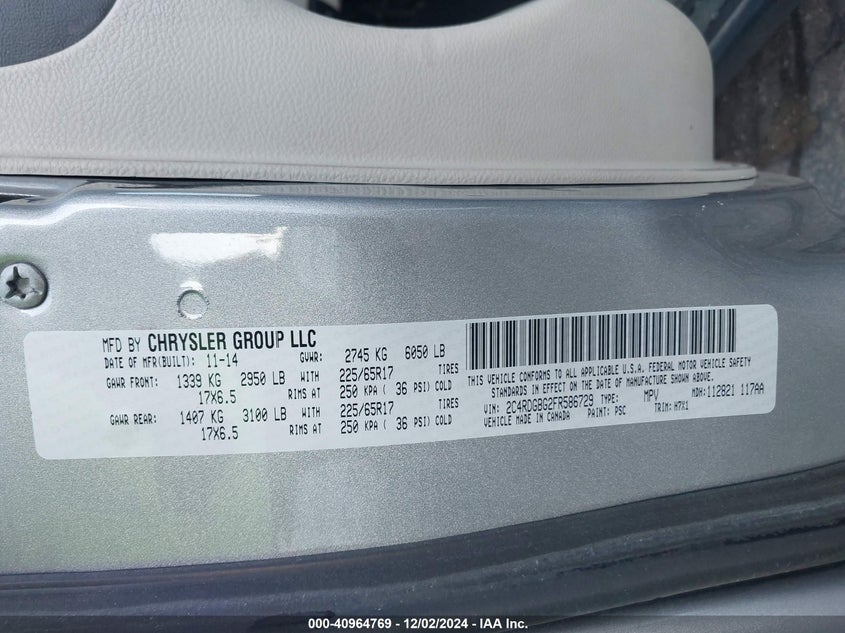 MFD BY CHRYSLER GROUP LLC
DATE OF MFR(BUILT): 11-14 GVWR: 2745 KG 6050 LB
GAWR FRONT: 1339 KG 2950 LB WITH 225/65R17 TIRES
17X6.5 RIMS AT 250 KPA ( 36 PSI) COLD
GAWR REAR: 1407 KG 3100 LB WITH 225/65R17 TIRES
17X6.5 RIMS AT 250 KPA ( 36 PSI) COLD
THIS VEHICLE CONFORMS TO ALL APPLICABLE U.S.A. FEDERAL MOTOR VEHICLE SAFETY
STANDARDS IN EFFECT ON THE DATE OF MANUFACTURE SHOWN ABOVE.
VIN: 2C4RDGBG2FR586729 TYPE: MPV MDH:112821 117AA
VEHICLE MADE IN CANADA PAINT: PSC TRIM: H7X1
000-40964769 - 12/02/2024 - IAA Inc.